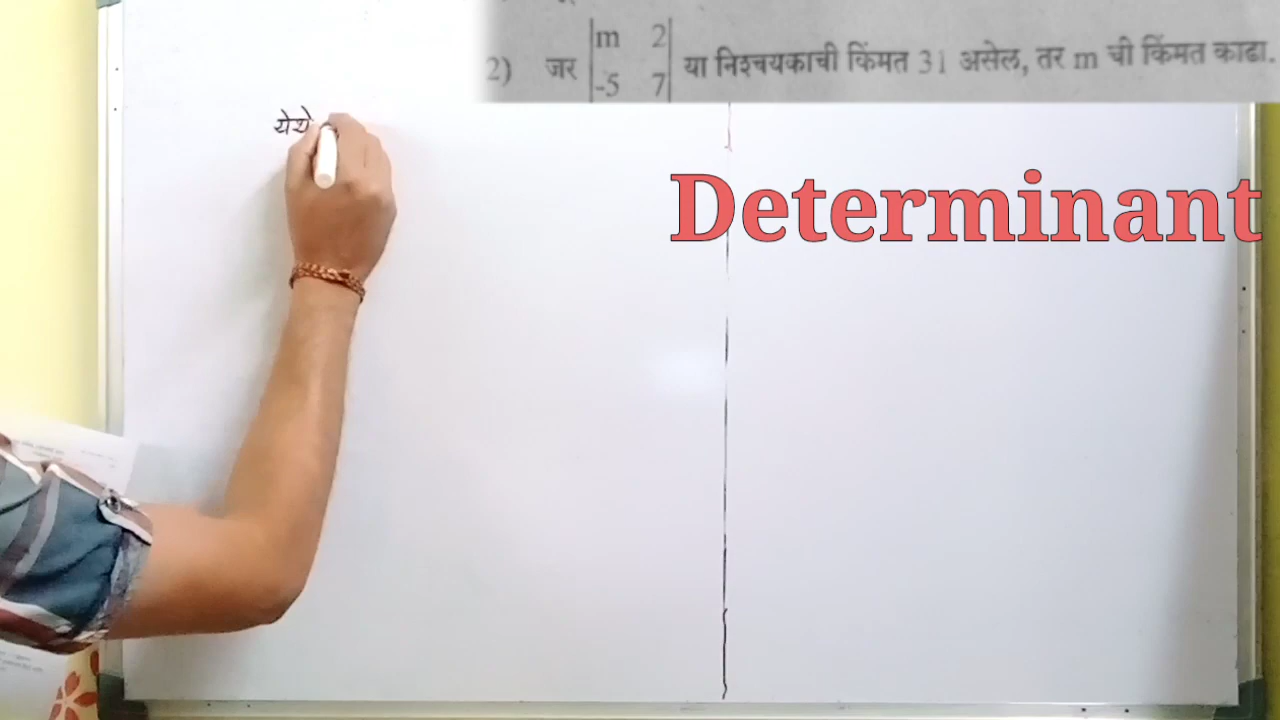 2) जर |m 2| या निश्चयकाची किंमत 31 असेल, तर m ची किंमत काढा.
|-5 7|
येथे
Determinant